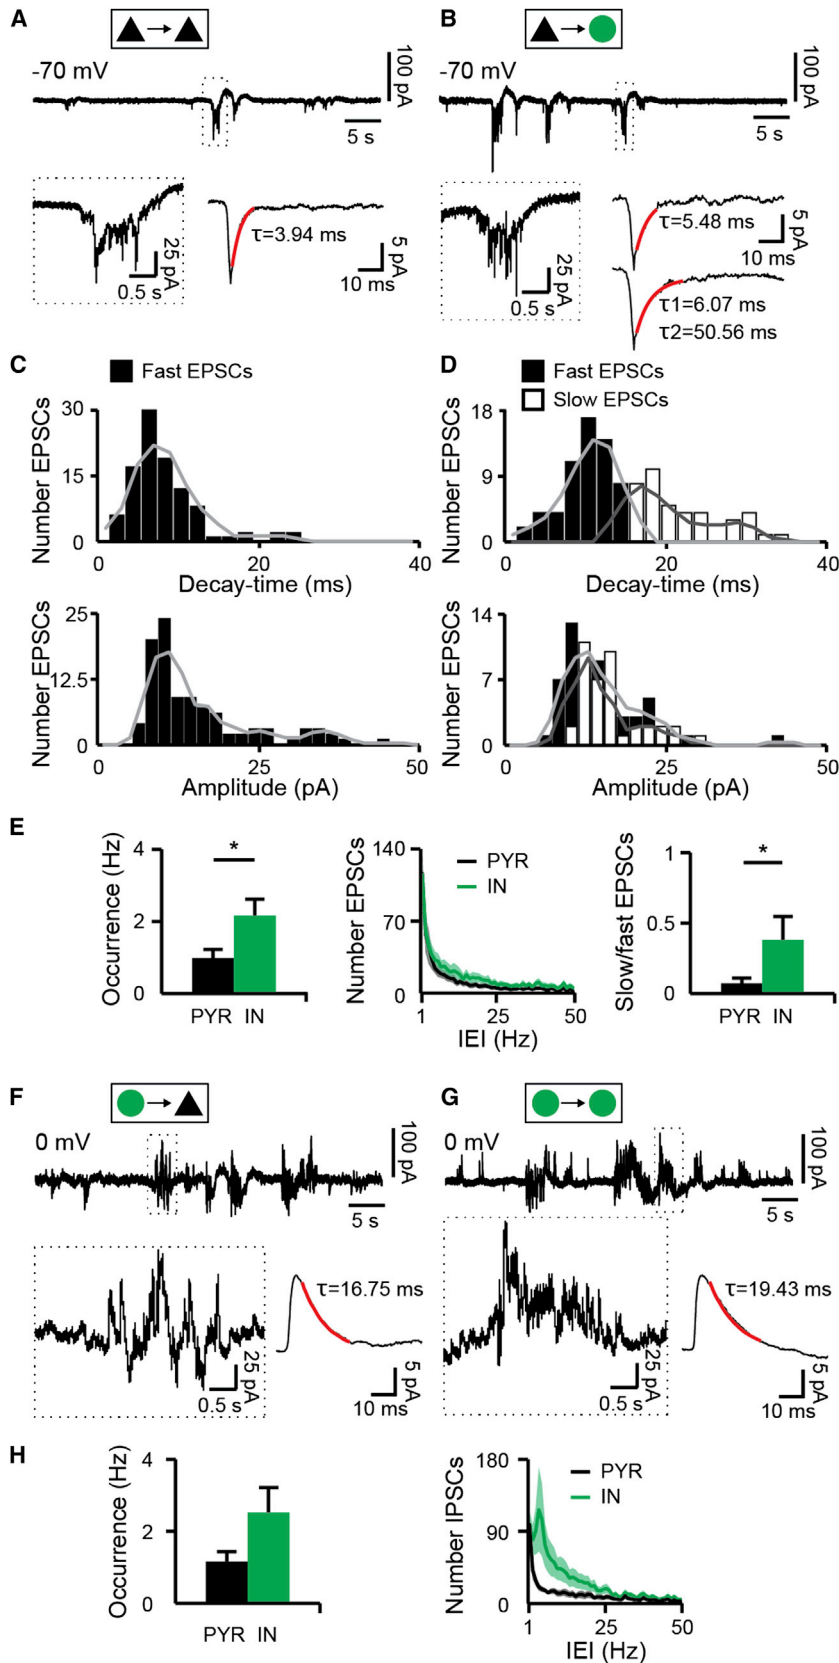 A
B
-70 mV
100 pA
5 s
-70 mV
100 pA
5 s
25 pA
0.5 s
τ=3.94 ms
5 pA
10 ms
25 pA
0.5 s
τ=5.48 ms
5 pA
10 ms
τ1=6.07 ms
τ2=50.56 ms
C
Fast EPSCs
D
Fast EPSCs
Slow EPSCs
Number EPSCs
30
15
0
20
40
Decay-time (ms)
Number EPSCs
18
9
0
20
40
Decay-time (ms)
Number EPSCs
25
12.5
0
0
25
50
Amplitude (pA)
Number EPSCs
14
7
0
0
25
50
Amplitude (pA)
E
Occurrence (Hz)
4
2
0
*
PYR IN
Number EPSCs
140
70
0
PYR
IN
1
25
50
IEI (Hz)
Slow/fast EPSCs
1
0.5
0
*
PYR IN
F
G
0 mV
100 pA
5 s
0 mV
100 pA
5 s
25 pA
0.5 s
τ=16.75 ms
5 pA
10 ms
25 pA
0.5 s
τ=19.43 ms
5 pA
10 ms
H
Occurrence (Hz)
4
2
0
PYR IN
Number IPSCs
180
90
0
PYR
IN
1
25
50
IEI (Hz)